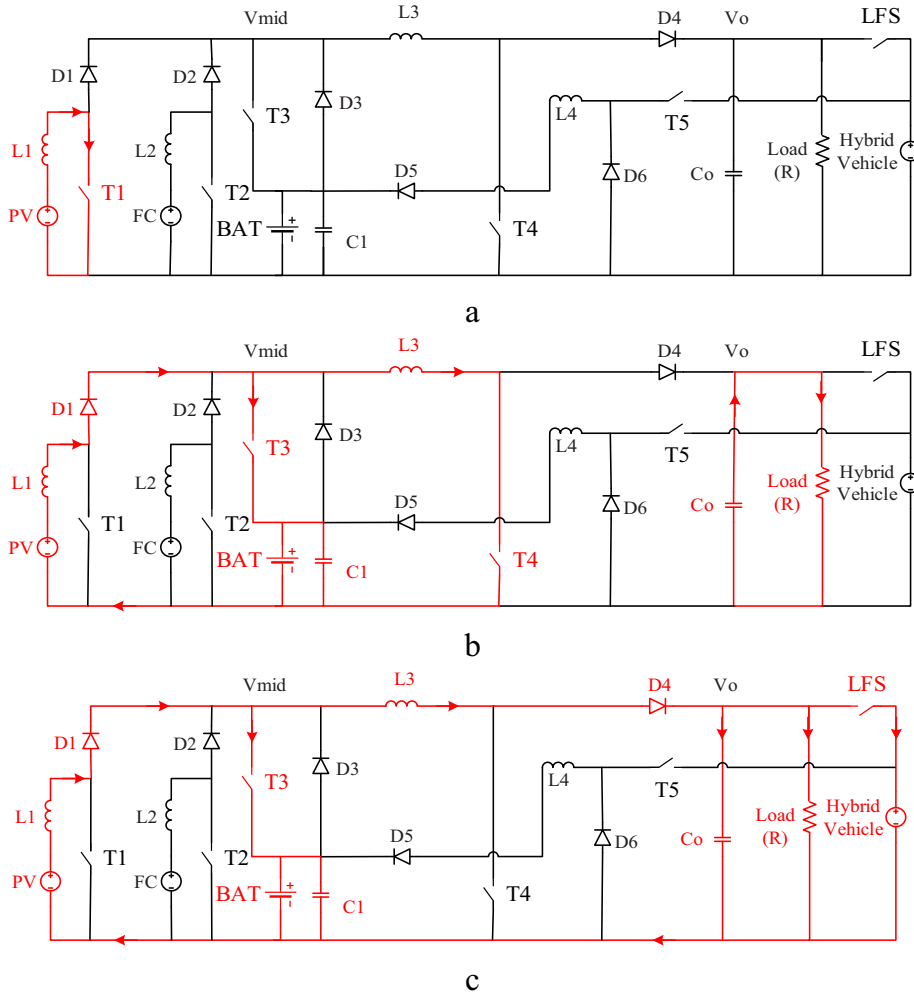 Vmid L3 D4 Vo LFS
D1 D2 T3 D3 L4 T5
L1 L2 D5 D6 Load Hybrid
(R) Vehicle
T1 T2 Co
PV FC BAT C1 T4
a
Vmid L3 D4 Vo LFS
D1 D2 T3 D3 L4 T5
L1 L2 D5 D6 Load Hybrid
(R) Vehicle
T1 T2 Co
PV FC BAT C1 T4
b
Vmid L3 D4 Vo LFS
D1 D2 T3 D3 L4 T5
L1 L2 D5 D6 Load Hybrid
(R) Vehicle
T1 T2 Co
PV FC BAT C1 T4
c